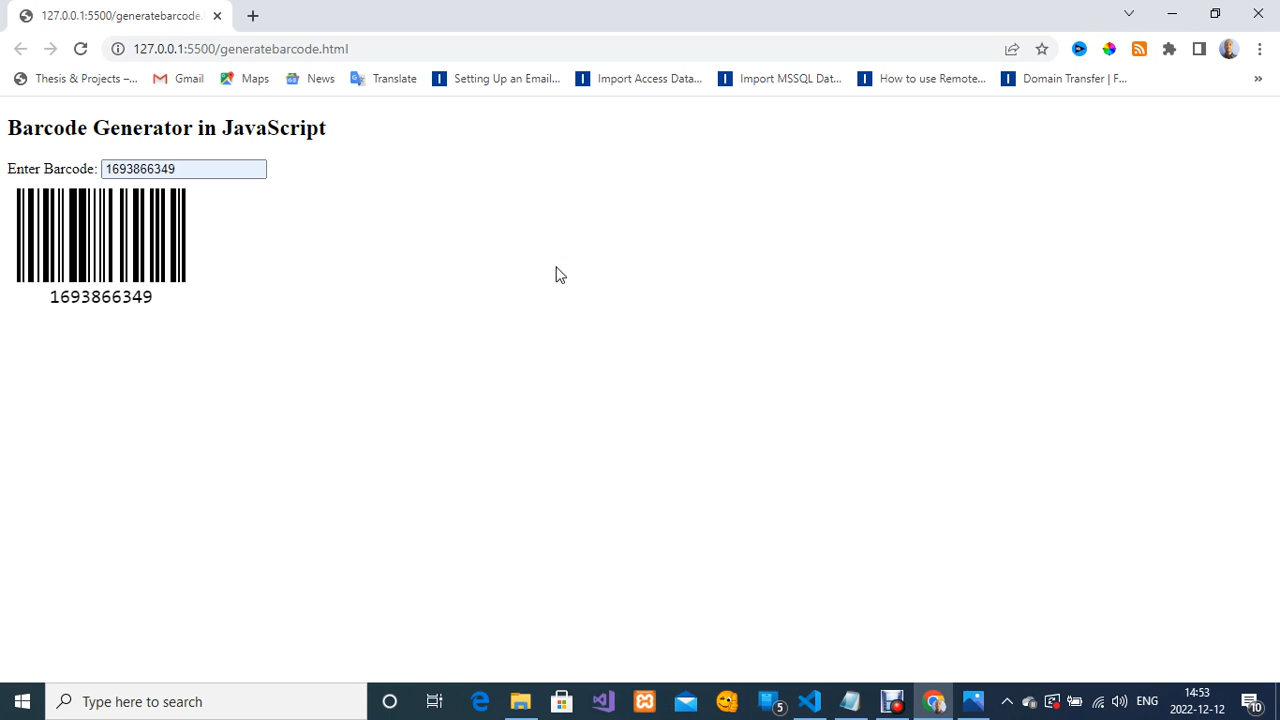 127.0.0.1:5500/generatebarcode.
127.0.0.1:5500/generatebarcode.html
Thesis & Projects –... Gmail Maps News Translate Setting Up an Email... Import Access Data... Import MSSQL Dat... How to use Remote... Domain Transfer | F... »
Barcode Generator in JavaScript
Enter Barcode: 1693866349
1693866349
Type here to search
5
ENG
14:53
2022-12-12
10